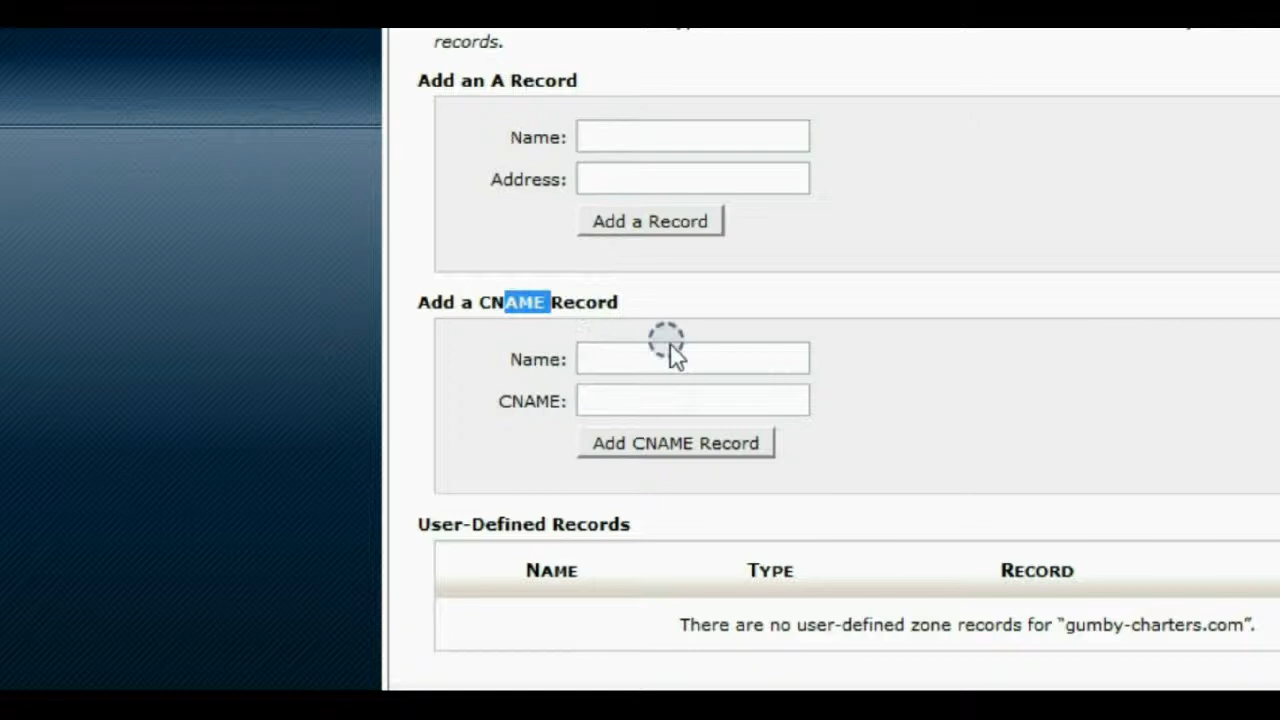 records.
Add an A Record
Name:
Address:
Add a Record
Add a CNAME Record
Name:
CNAME:
Add CNAME Record
User-Defined Records
NAME TYPE RECORD
There are no user-defined zone records for “gumby-charters.com”.